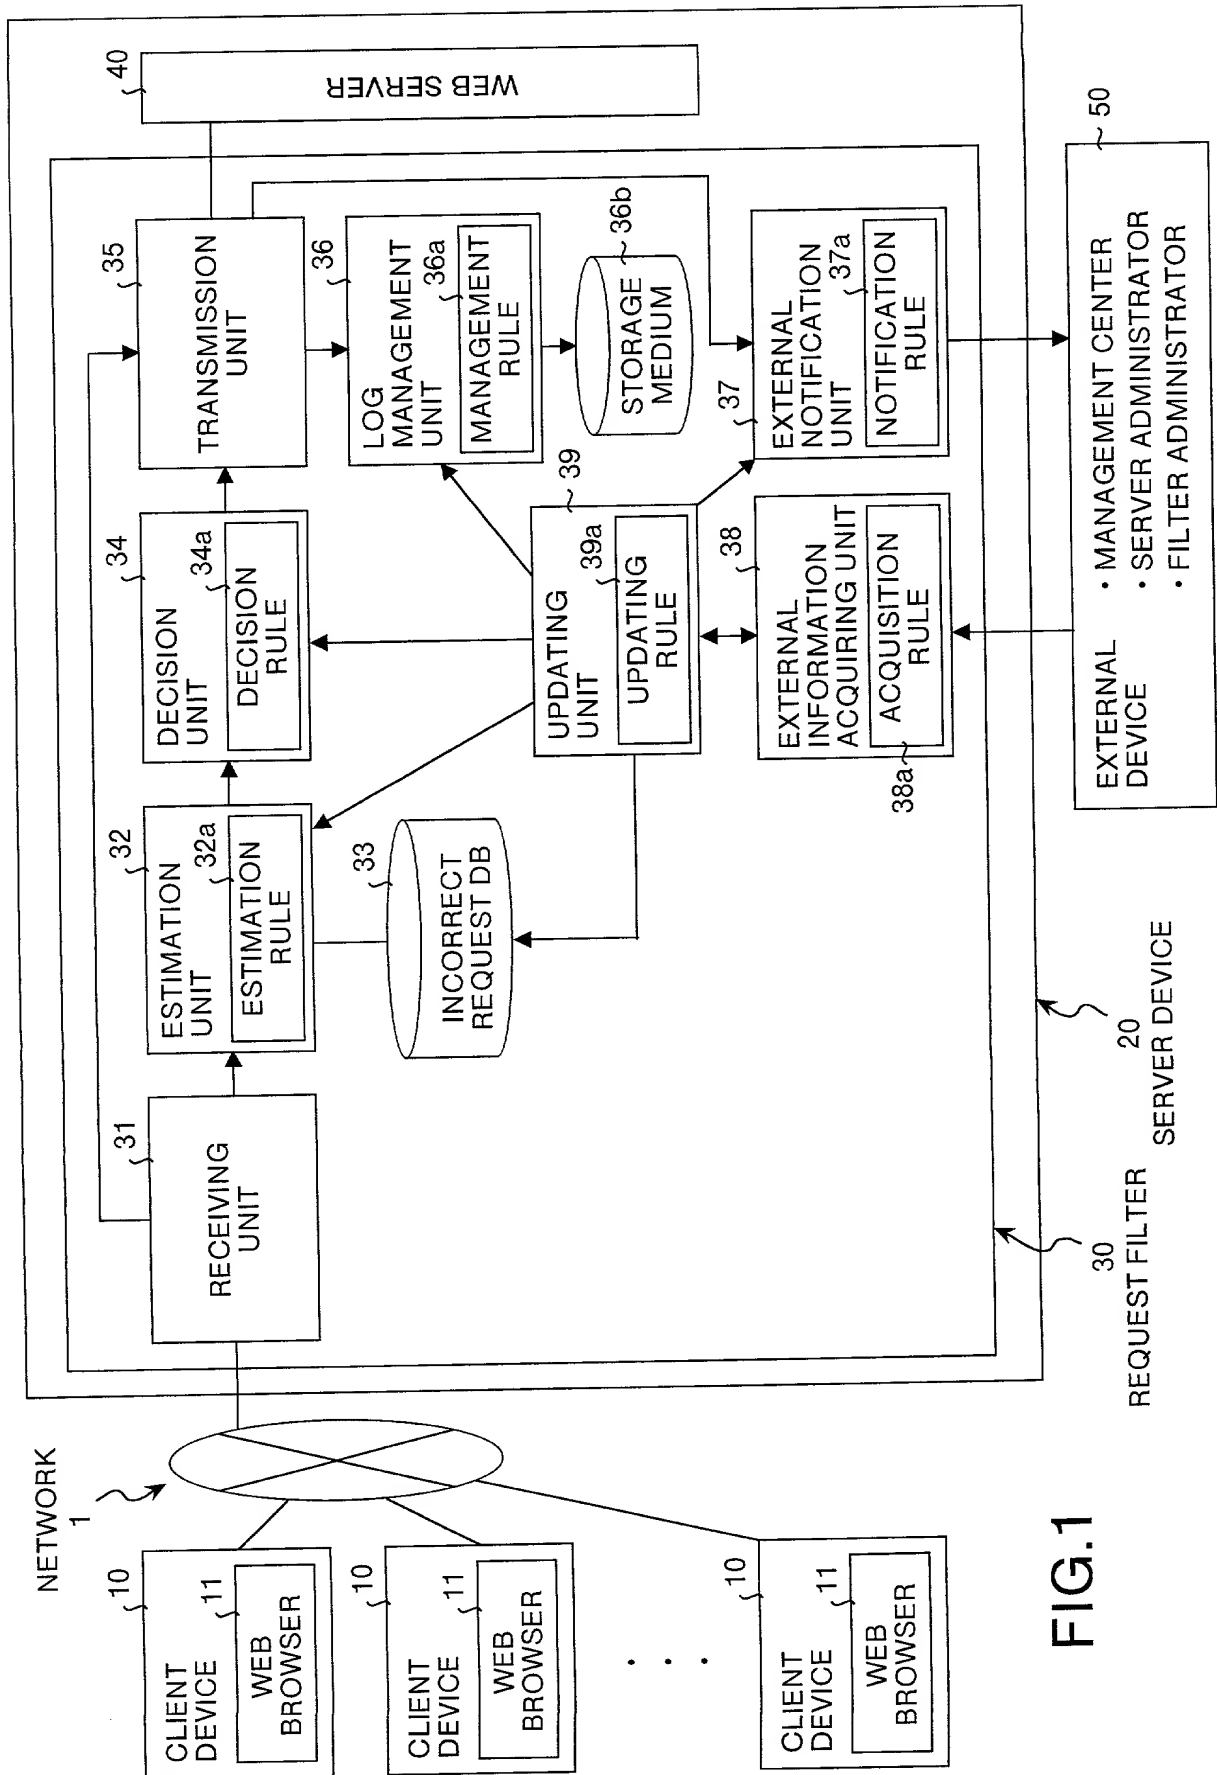 NETWORK
1
10
CLIENT
DEVICE
11
WEB
BROWSER
10
CLIENT
DEVICE
11
WEB
BROWSER
. . .
10
CLIENT
DEVICE
11
WEB
BROWSER
31
RECEIVING
UNIT
32
ESTIMATION
UNIT
32a
ESTIMATION
RULE
33
INCORRECT
REQUEST DB
34
DECISION
UNIT
34a
DECISION
RULE
35
TRANSMISSION
UNIT
36
LOG
MANAGEMENT
UNIT
36a
MANAGEMENT
RULE
36b
STORAGE
MEDIUM
39
UPDATING
UNIT
39a
UPDATING
RULE
37
EXTERNAL
NOTIFICATION
UNIT
37a
NOTIFICATION
RULE
38
EXTERNAL
INFORMATION
ACQUIRING UNIT
38a
ACQUISITION
RULE
40
WEB SERVER
50
EXTERNAL
DEVICE
・MANAGEMENT CENTER
・SERVER ADMINISTRATOR
・FILTER ADMINISTRATOR
20
SERVER DEVICE
30
REQUEST FILTER
FIG.1